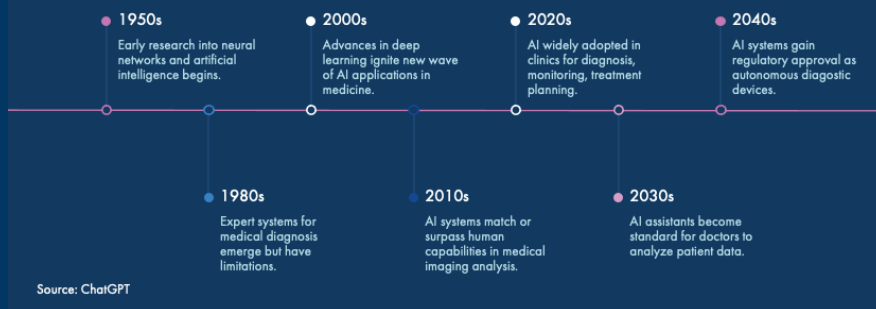 1950s
Early research into neural
networks and artificial
intelligence begins.
1980s
Expert systems for
medical diagnosis
emerge but have
limitations.
2000s
Advances in deep
learning ignite new wave
of AI applications in
medicine.
2010s
AI systems match or
surpass human
capabilities in medical
imaging analysis.
2020s
AI widely adopted in
clinics for diagnosis,
monitoring, treatment
planning.
2030s
AI assistants become
standard for doctors to
analyze patient data.
2040s
AI systems gain
regulatory approval as
autonomous diagostic
devices.
Source: ChatGPT